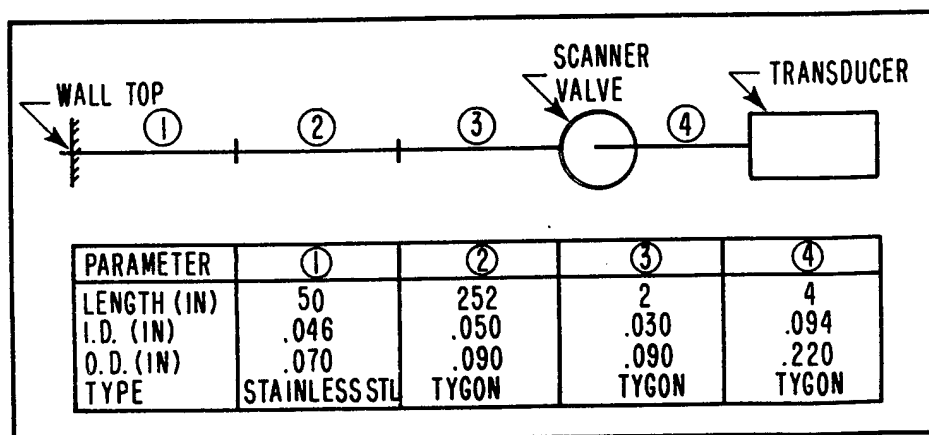 WALL TOP
SCANNER
VALVE
TRANSDUCER
① ② ③ ④
PARAMETER ① ② ③ ④
LENGTH (IN) 50 252 2 4
I.D. (IN) .046 .050 .030 .094
O.D. (IN) .070 .090 .090 .220
TYPE STAINLESS STL TYGON TYGON TYGON